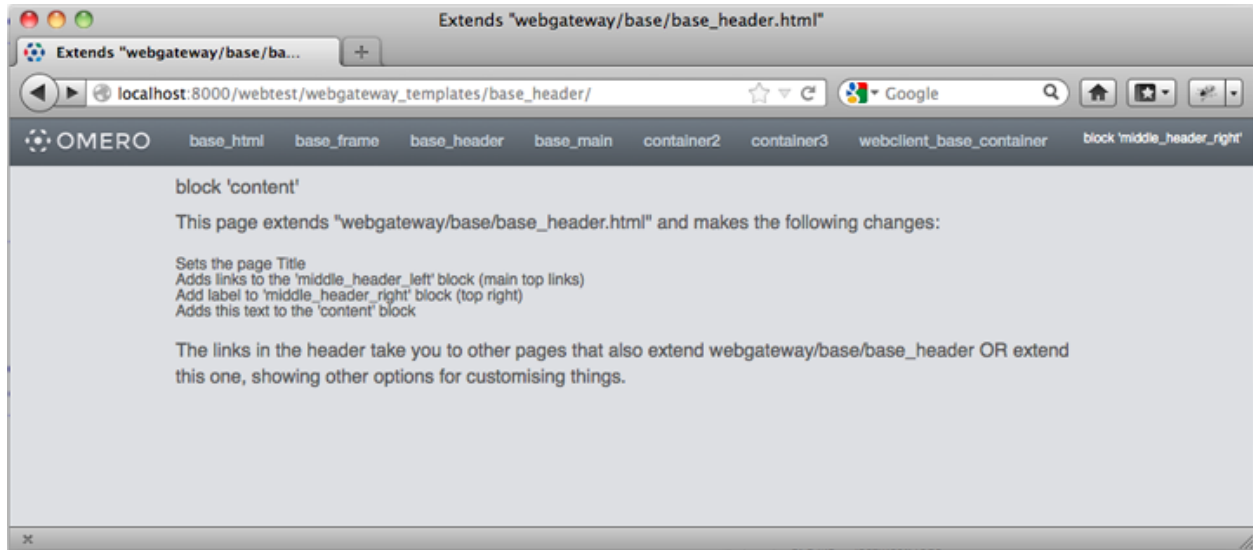 Extends "webgateway/base/base_header.html"
Extends "webgateway/base/ba...
localhost:8000/webtest/webgateway_templates/base_header/ Google
OMERO base_html base_frame base_header base_main container2 container3 webclient_base_container block 'middle_header_right'
block 'content'
This page extends "webgateway/base/base_header.html" and makes the following changes:
Sets the page Title
Adds links to the 'middle_header_left' block (main top links)
Add label to 'middle_header_right' block (top right)
Adds this text to the 'content' block
The links in the header take you to other pages that also extend webgateway/base/base_header OR extend
this one, showing other options for customising things.